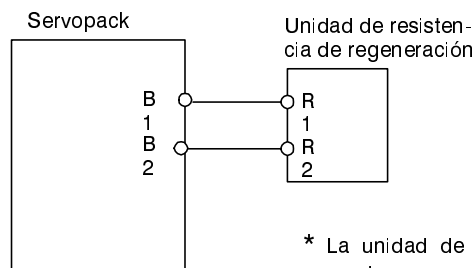 Servopack
Unidad de resisten-
cia de regeneración
B
1
B
2
R
1
R
2
* La unidad de